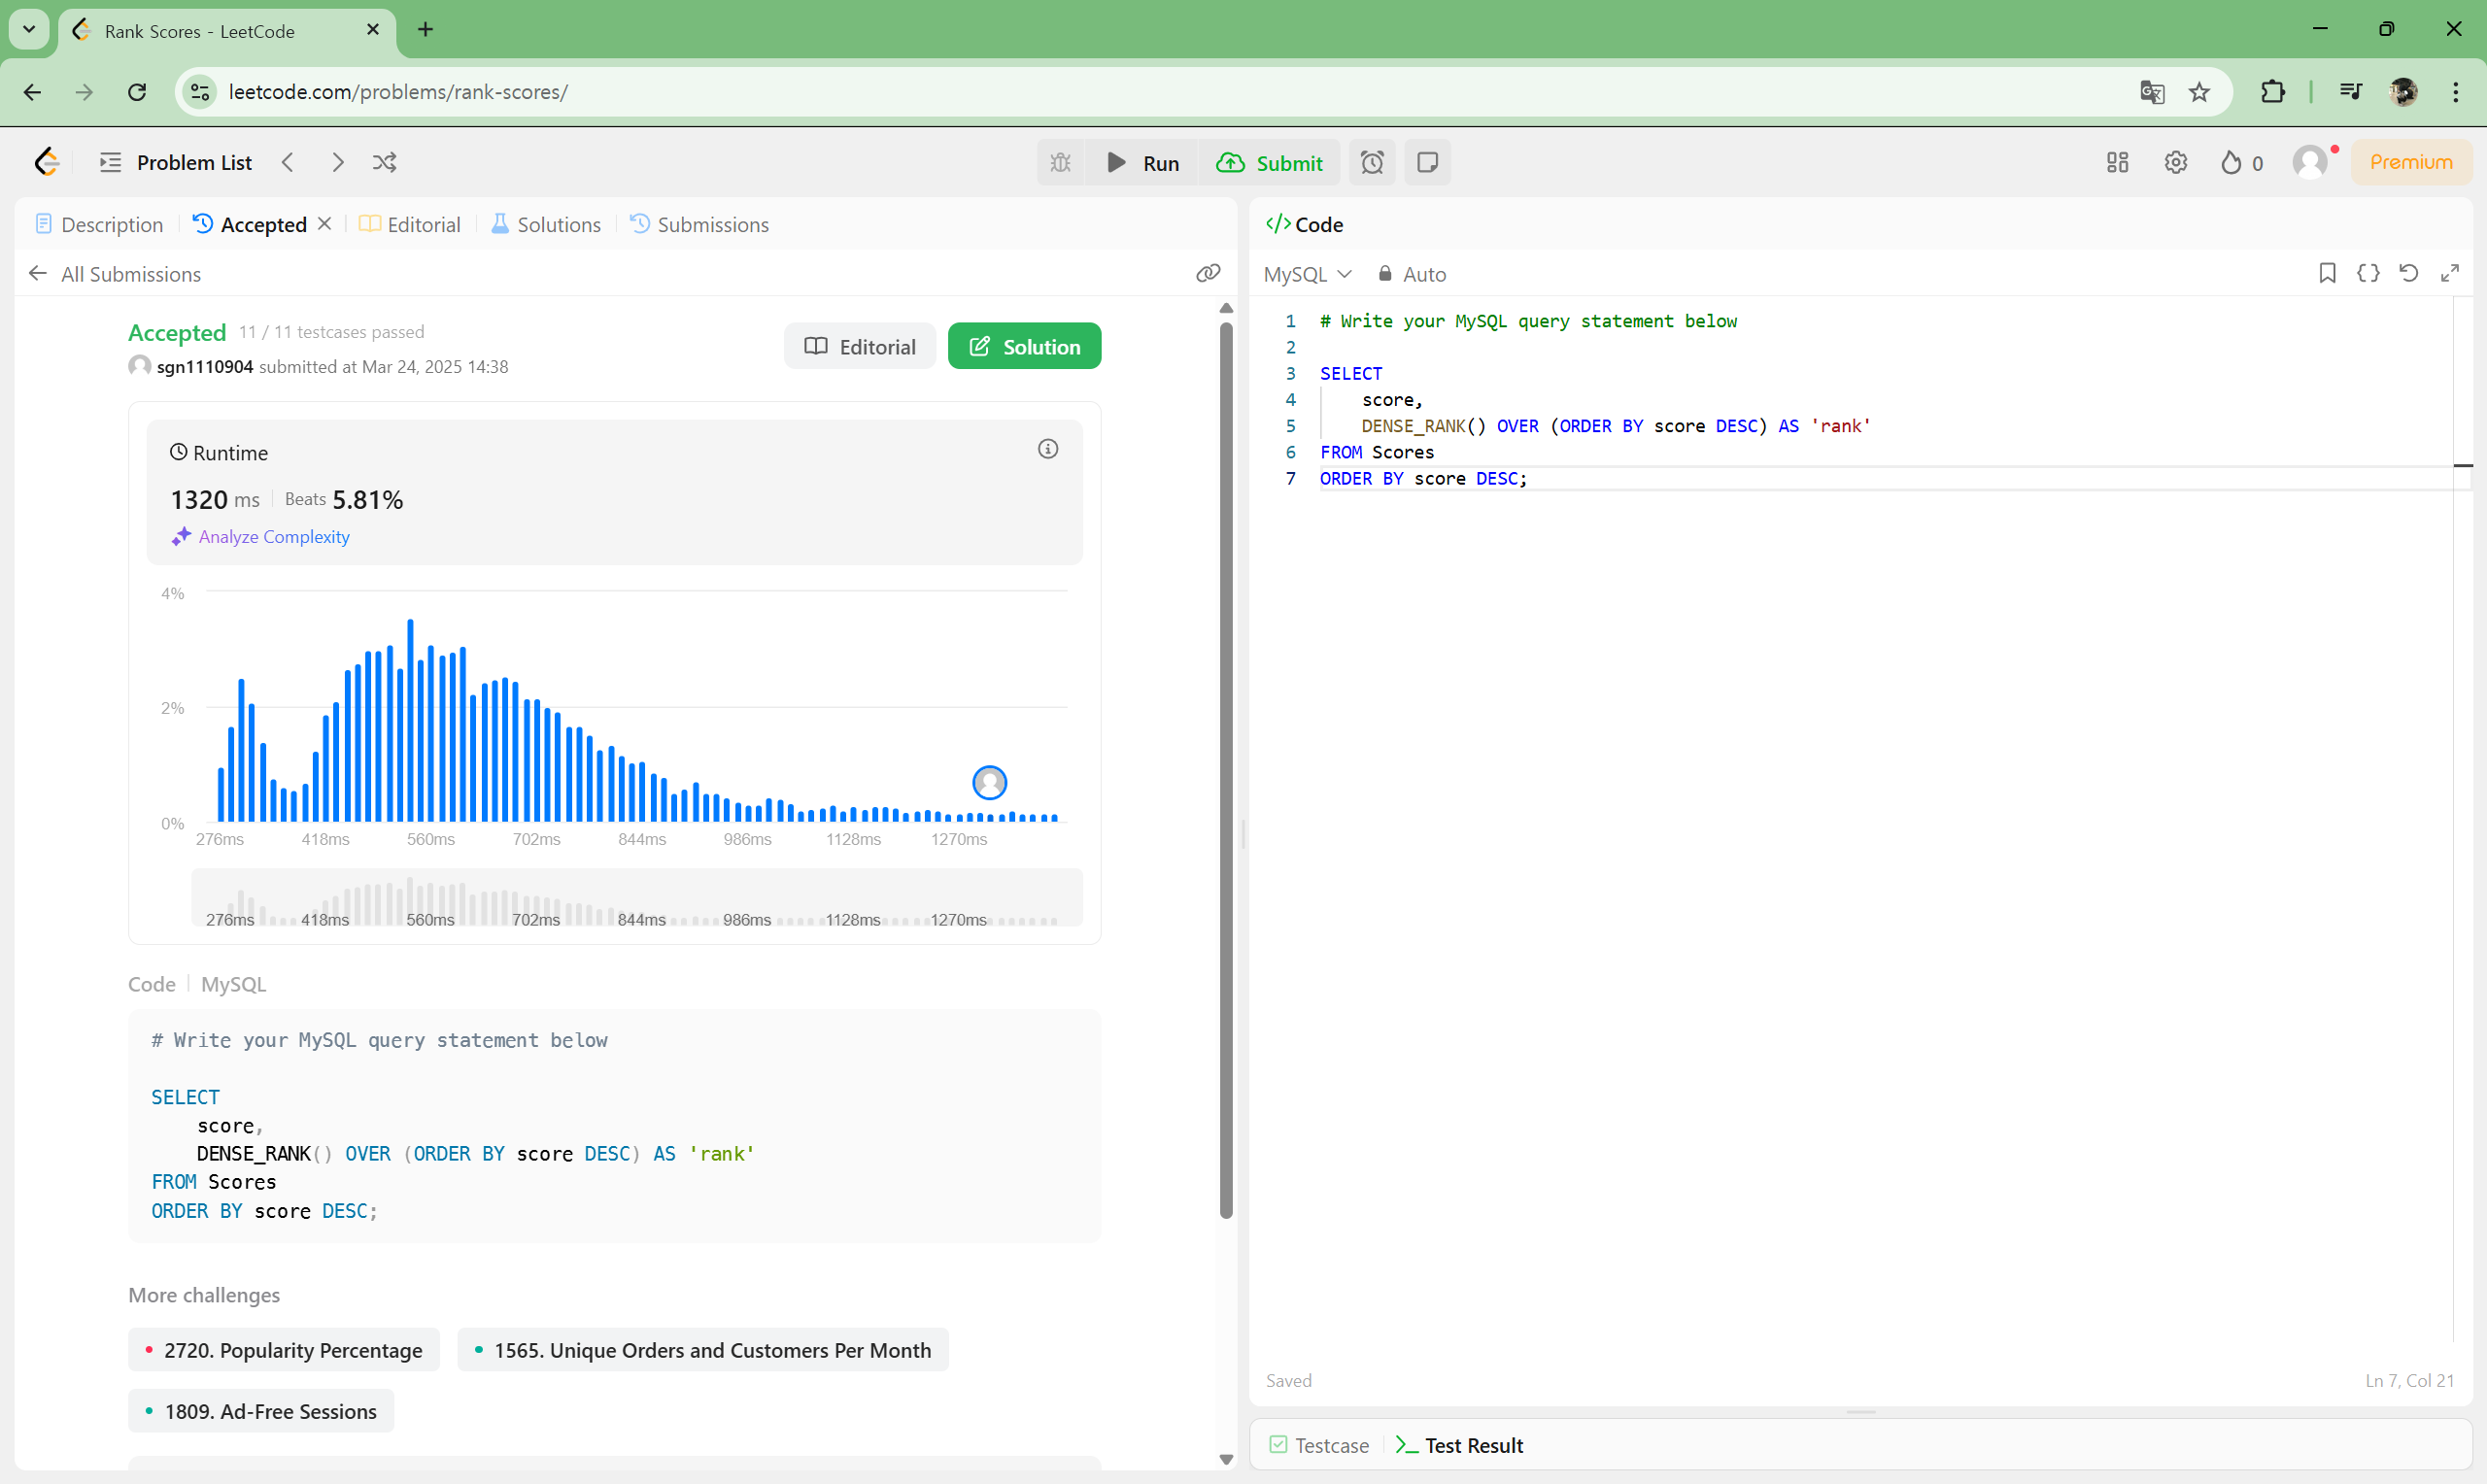 Rank Scores - LeetCode
leetcode.com/problems/rank-scores/
Problem List
Run
Submit
0
Premium
Description
Accepted
Editorial
Solutions
Submissions
All Submissions
Accepted 11 / 11 testcases passed
sgn1110904 submitted at Mar 24, 2025 14:38
Editorial
Solution
Runtime
1320 ms Beats 5.81%
Analyze Complexity
4%
2%
0%
276ms 418ms 560ms 702ms 844ms 986ms 1128ms 1270ms
276ms 418ms 560ms 702ms 844ms 986ms 1128ms 1270ms
Code MySQL
# Write your MySQL query statement below
SELECT
score,
DENSE_RANK() OVER (ORDER BY score DESC) AS 'rank'
FROM Scores
ORDER BY score DESC;
More challenges
2720. Popularity Percentage
1565. Unique Orders and Customers Per Month
1809. Ad-Free Sessions
</> Code
MySQL Auto
1 # Write your MySQL query statement below
2
3 SELECT
4 score,
5 DENSE_RANK() OVER (ORDER BY score DESC) AS 'rank'
6 FROM Scores
7 ORDER BY score DESC;
Saved
Ln 7, Col 21
Testcase
Test Result